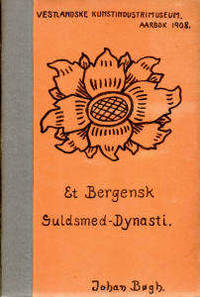 VESTLANDSKE KUNSTINDUSTRIMUSEUM.
AARBOK 1908.
Et Bergensk
Guldsmed-Dynasti.
Johan Bøgh.